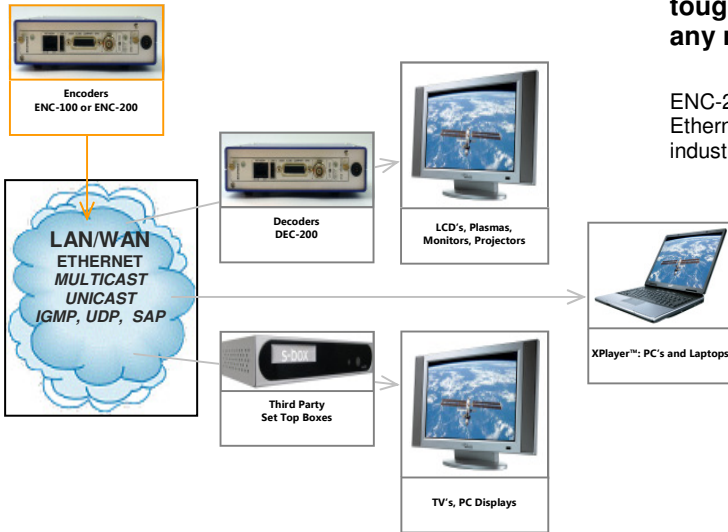 Encoders
ENC-100 or ENC-200
LAN/WAN
ETHERNET
MULTICAST
UNICAST
IGMP, UDP, SAP
Decoders
DEC-200
LCD's, Plasmas,
Monitors, Projectors
S-DOX
Third Party
Set Top Boxes
TV's, PC Displays
XPlayer™: PC's and Laptops
toug
any
ENC-2
Ethern
indust